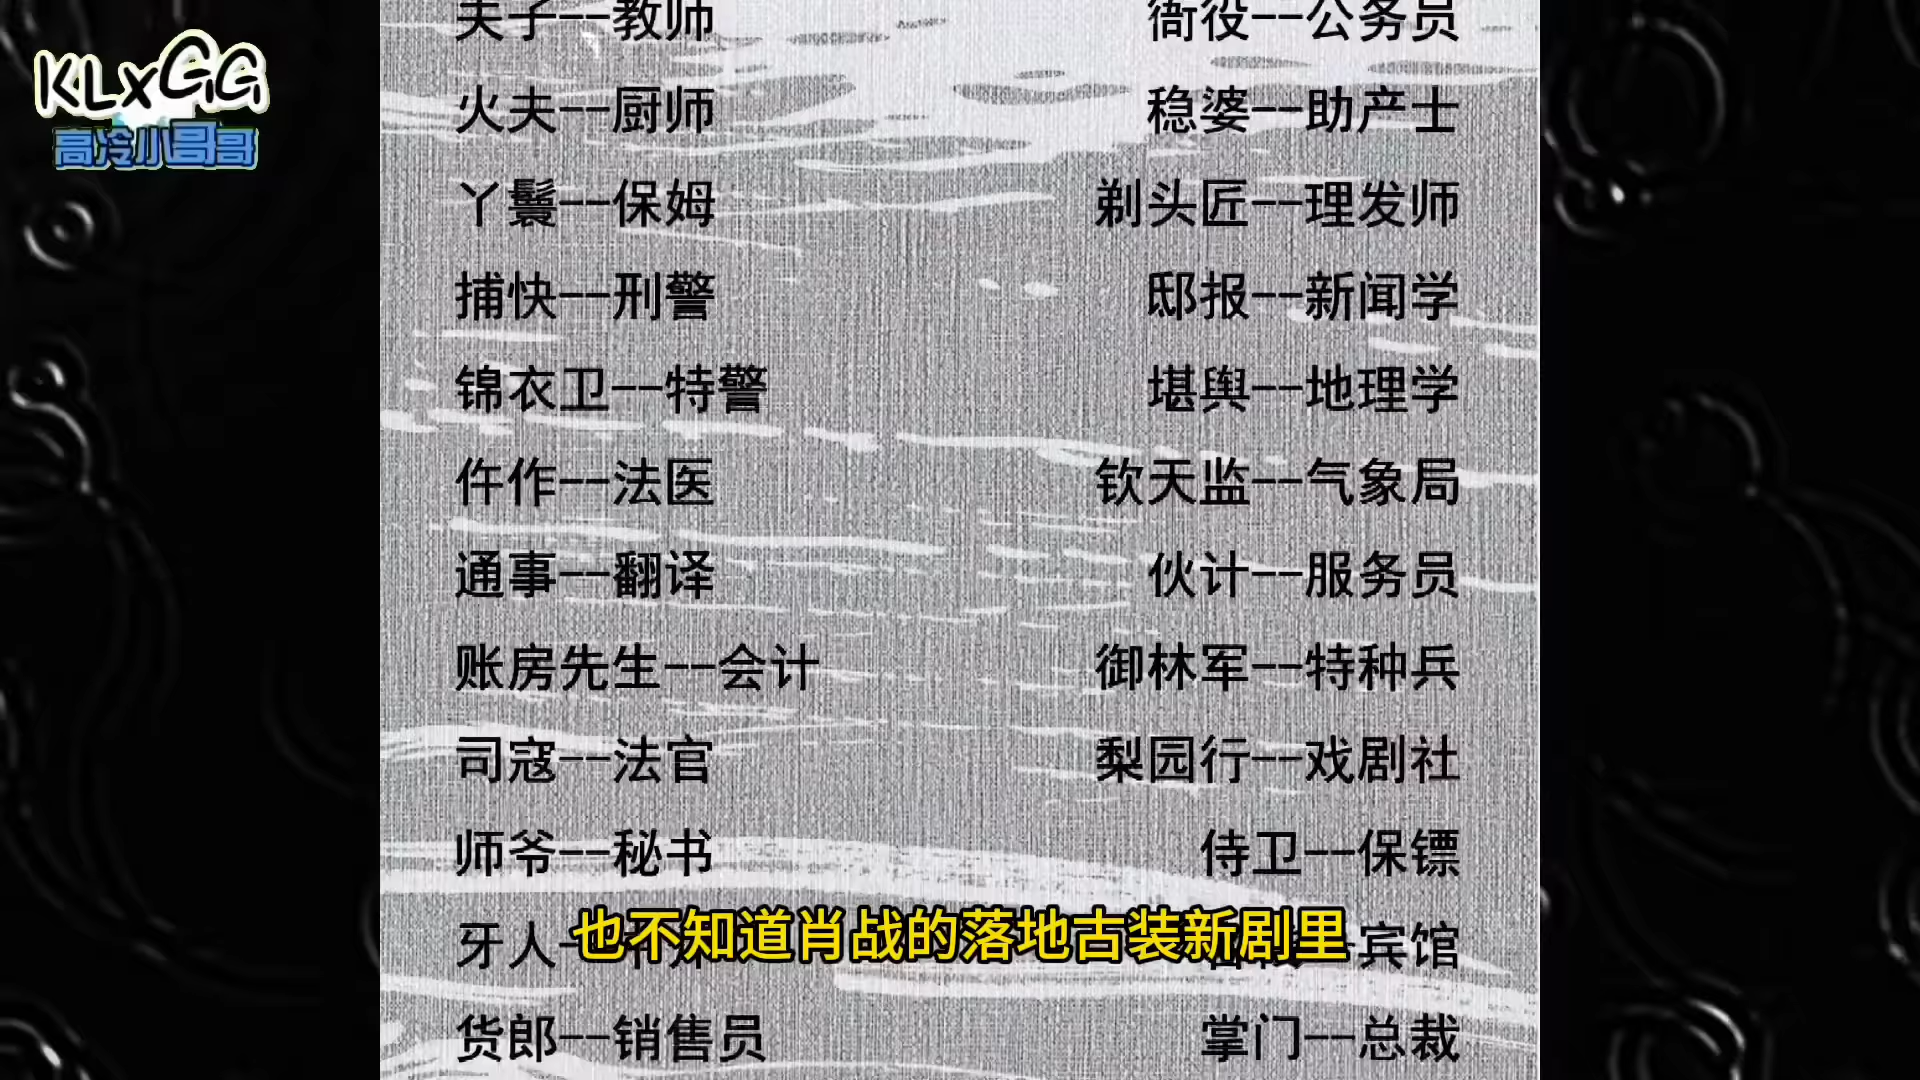 KLxGG
高冷小哥哥
夫子--教师
衙役--公务员
火夫--厨师
稳婆--助产士
丫鬟--保姆
剃头匠--理发师
捕快--刑警
邸报--新闻学
锦衣卫--特警
堪舆--地理学
仵作--法医
钦天监--气象局
通事--翻译
伙计--服务员
账房先生--会计
御林军--特种兵
司寇--法官
梨园行--戏剧社
师爷--秘书
侍卫--保镖
牙人
宾馆
也不知道肖战的落地古装新剧里
货郎--销售员
掌门--总裁